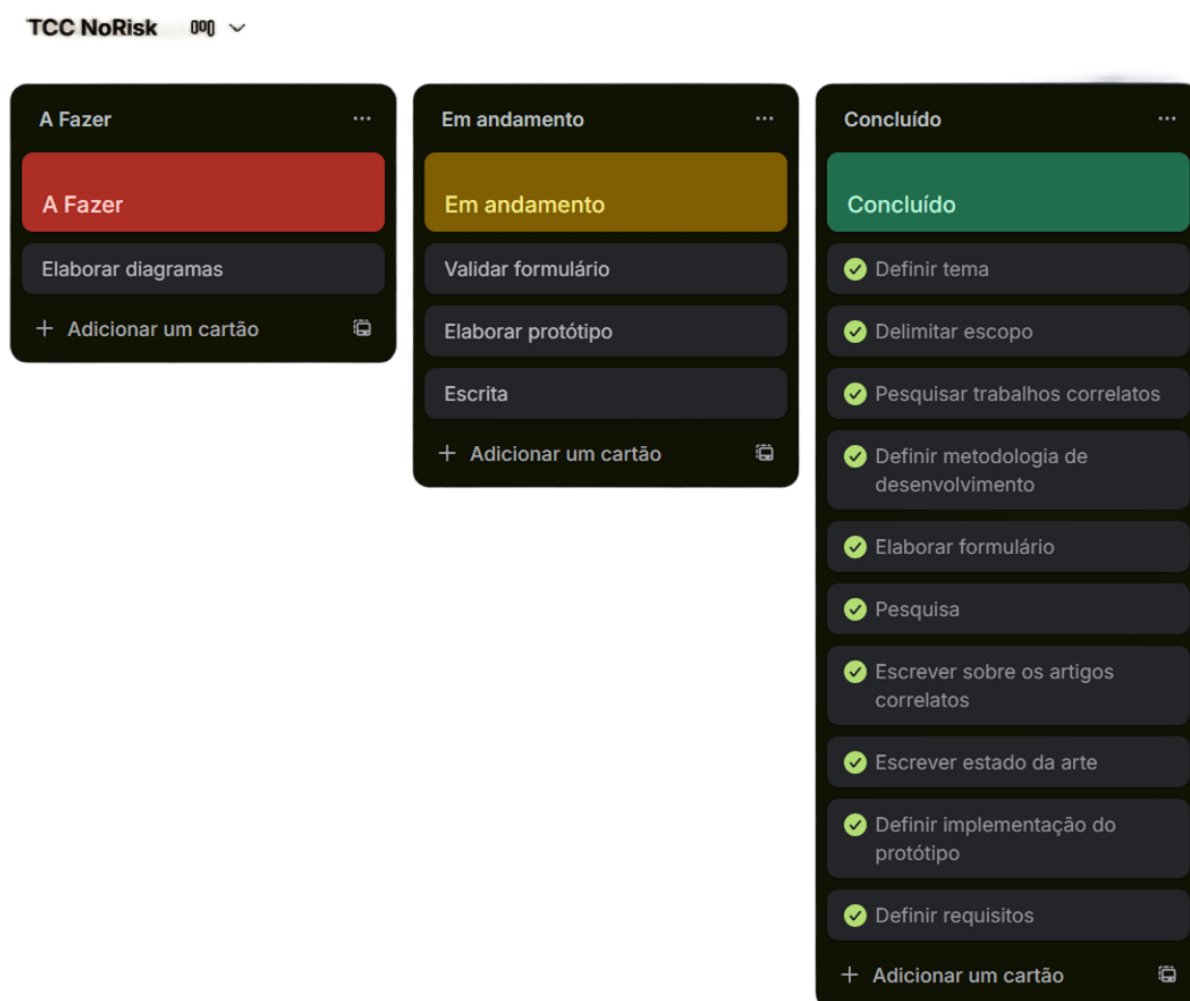 TCC NoRisk
A Fazer
A Fazer
Elaborar diagramas
+ Adicionar um cartão
Em andamento
Em andamento
Validar formulário
Elaborar protótipo
Escrita
+ Adicionar um cartão
Concluído
Concluído
Definir tema
Delimitar escopo
Pesquisar trabalhos correlatos
Definir metodologia de
desenvolvimento
Elaborar formulário
Pesquisa
Escrever sobre os artigos
correlatos
Escrever estado da arte
Definir implementação do
protótipo
Definir requisitos
+ Adicionar um cartão